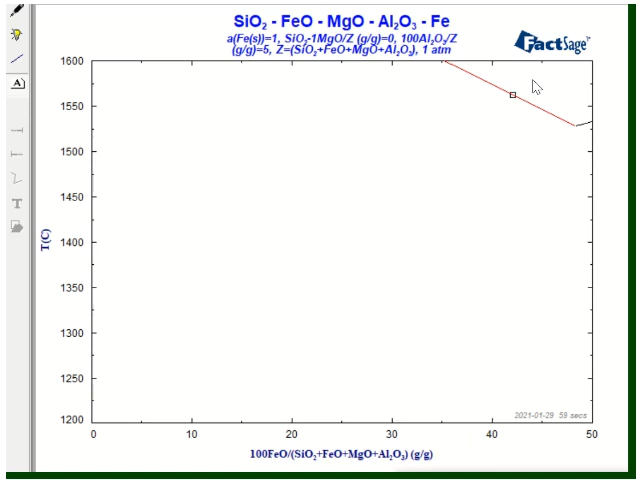 SiO₂ - FeO - MgO - Al₂O₃ - Fe
a(Fe(s))=1, SiO₂-1MgO/Z (g/g)=0, 100Al₂O₃/Z
(g/g)=5, Z=(SiO₂+FeO+MgO+Al₂O₃), 1 atm
FactSage™
A
T
1600
1550
1500
1450
1400
1350
1300
1250
1200
T(C)
2021-01-29 59 secs
0 10 20 30 40 50
100FeO/(SiO₂+FeO+MgO+Al₂O₃) (g/g)